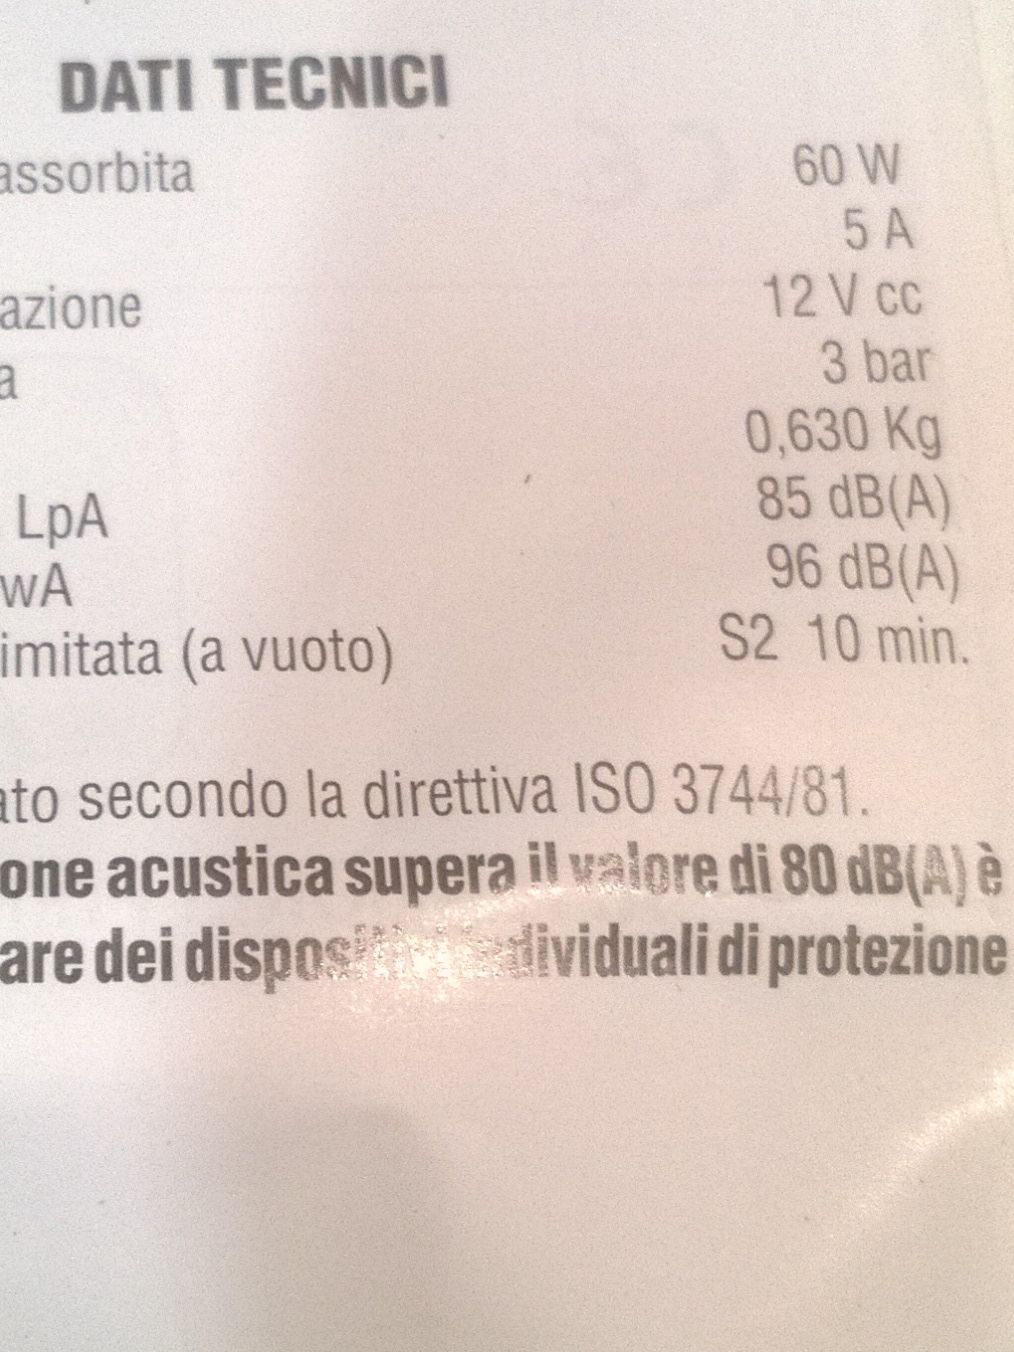 DATI TECNICI
assorbita 60 W
5 A
azione 12 V cc
a 3 bar
0,630 Kg
LpA 85 dB(A)
wA 96 dB(A)
imitata (a vuoto) S2 10 min.
ato secondo la direttiva ISO 3744/81.
one acustica supera il valore di 80 dB(A) è
are dei dispositivi individuali di protezione